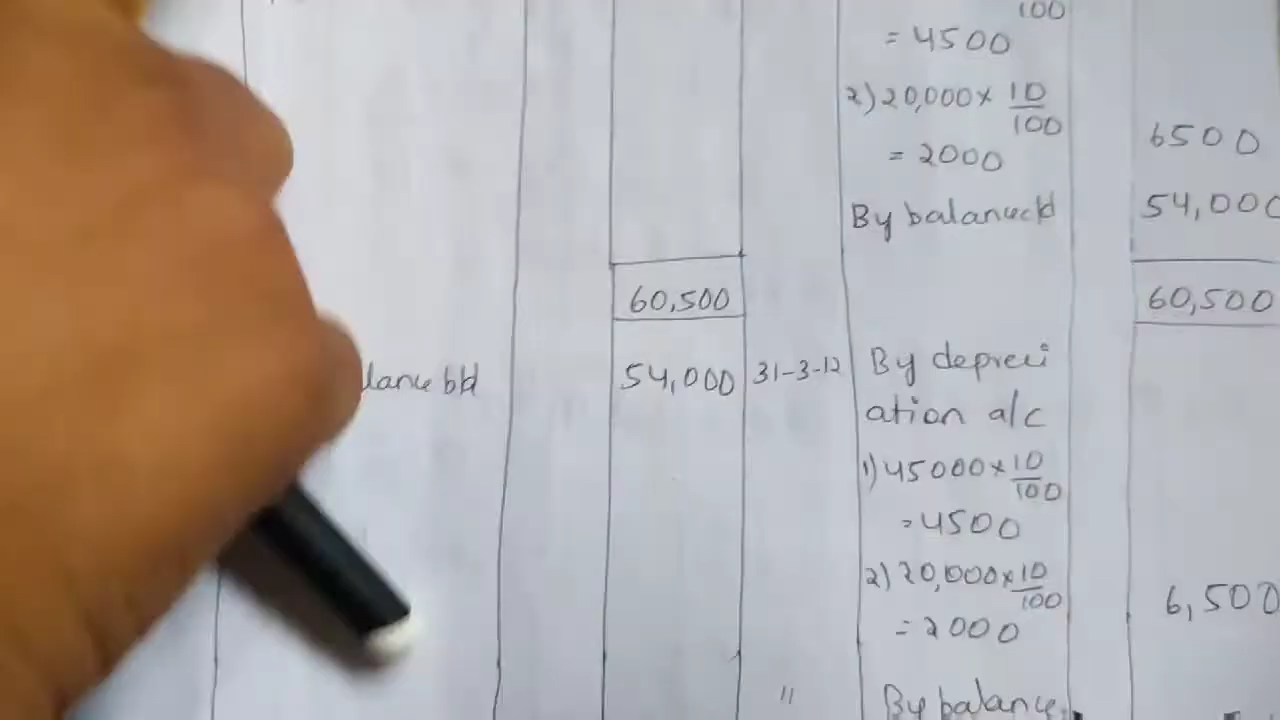 100
= 4500
2) 20,000 × 10/100
= 2000
6500
By balance c/d
54,000
60,500
60,500
lance b/d
54,000
31-3-12
By depreci
ation a/c
1) 45000 × 10/100
= 4500
2) 20,000 × 10/100
= 2000
6,500
"
By balance